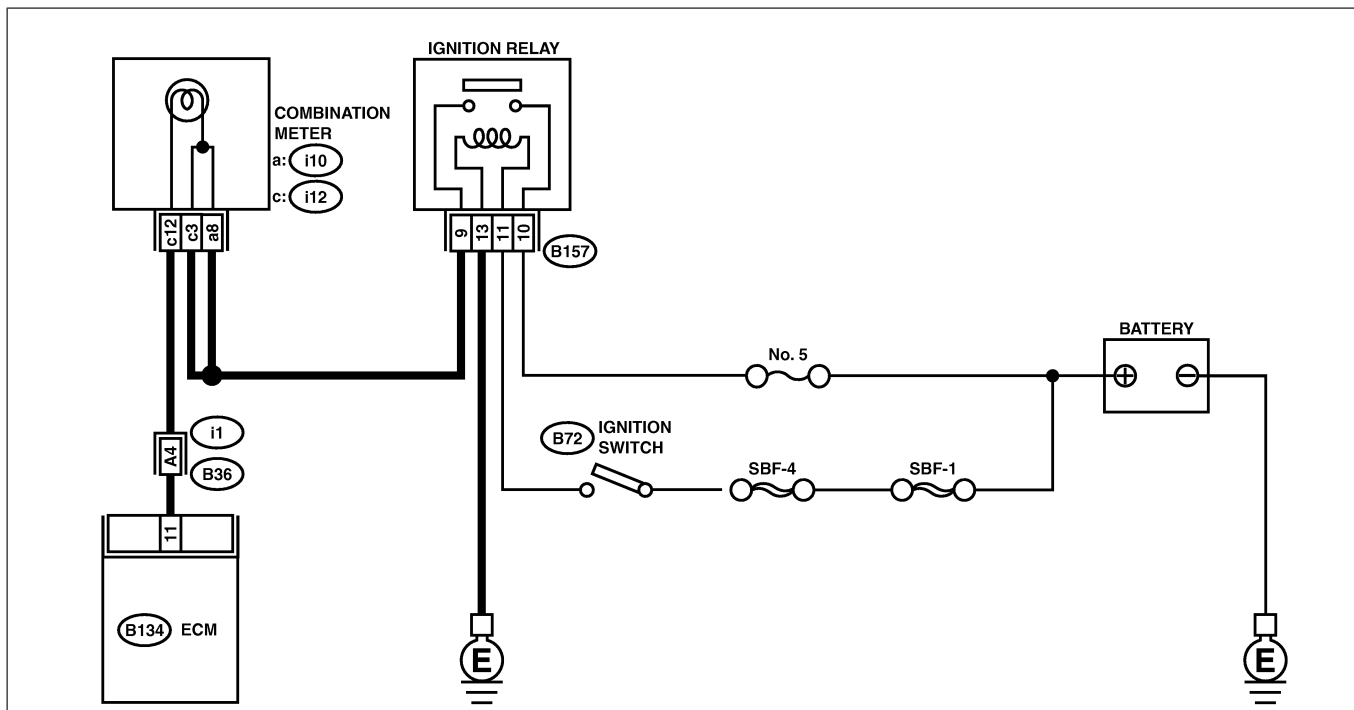 IGNITION RELAY
COMBINATION
METER
a: i10
c: i12
c12 c3 a8
9 13 11 10
B157
BATTERY
No. 5
i1
B72 IGNITION
SWITCH
A4
B36
SBF-4
SBF-1
11
B134 ECM
E
E